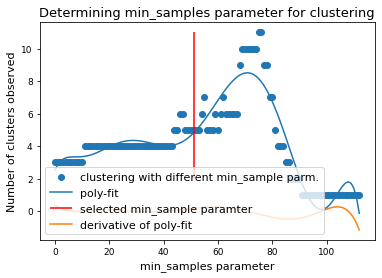 Determining min_samples parameter for clustering
Number of clusters observed
10
8
6
4
2
0
clustering with different min_sample parm.
poly-fit
selected min_sample paramter
derivative of poly-fit
0 20 40 60 80 100
min_samples parameter